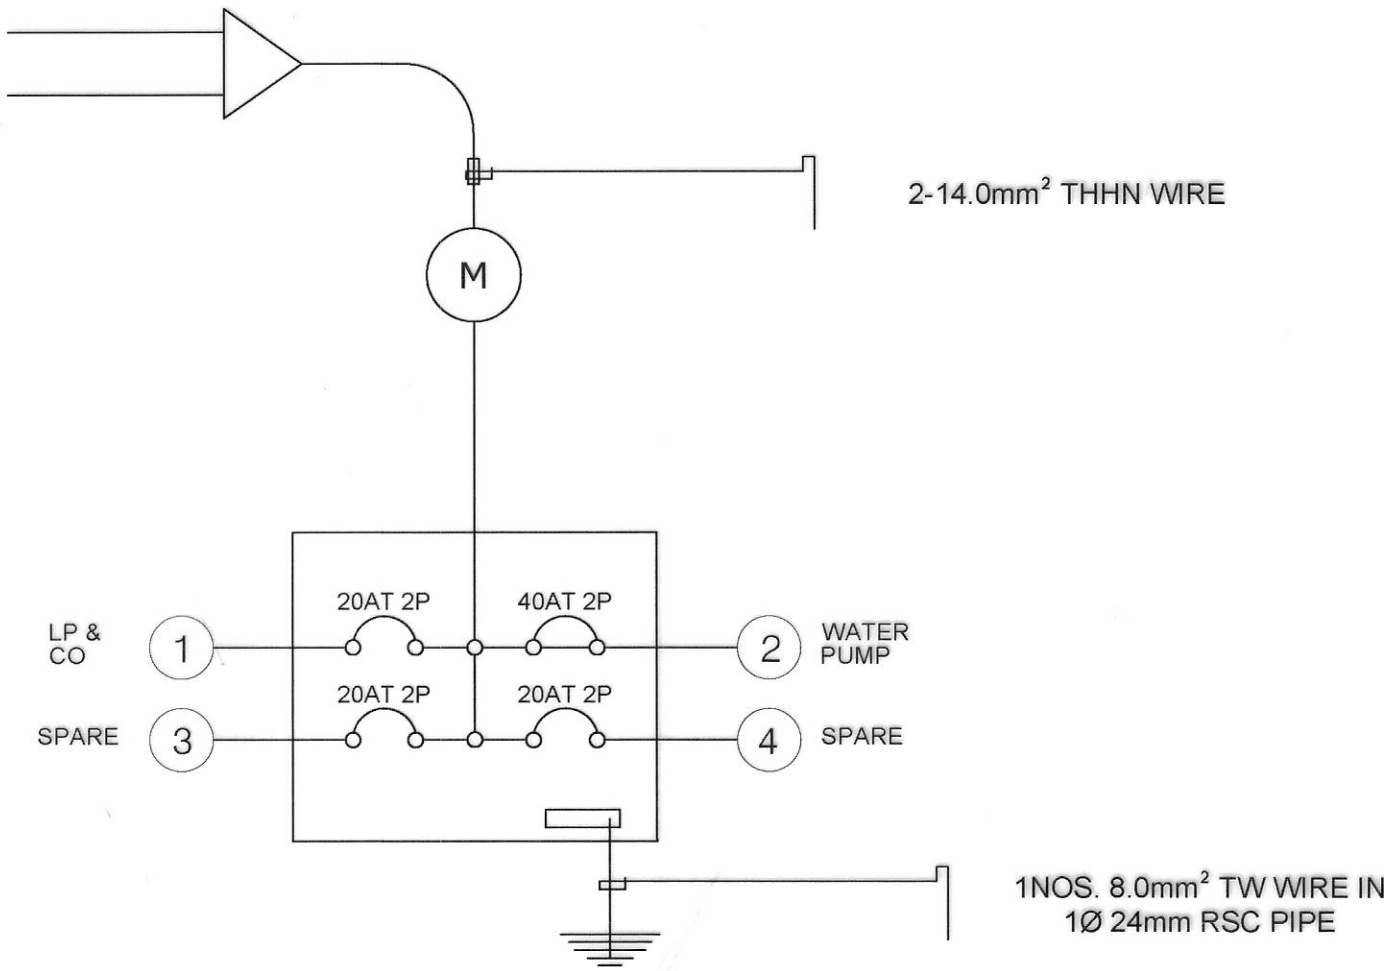 2-14.0mm² THHN WIRE
M
20AT 2P
40AT 2P
LP &
CO
1
2
WATER
PUMP
20AT 2P
20AT 2P
SPARE
3
4
SPARE
1NOS. 8.0mm² TW WIRE IN
1Ø 24mm RSC PIPE